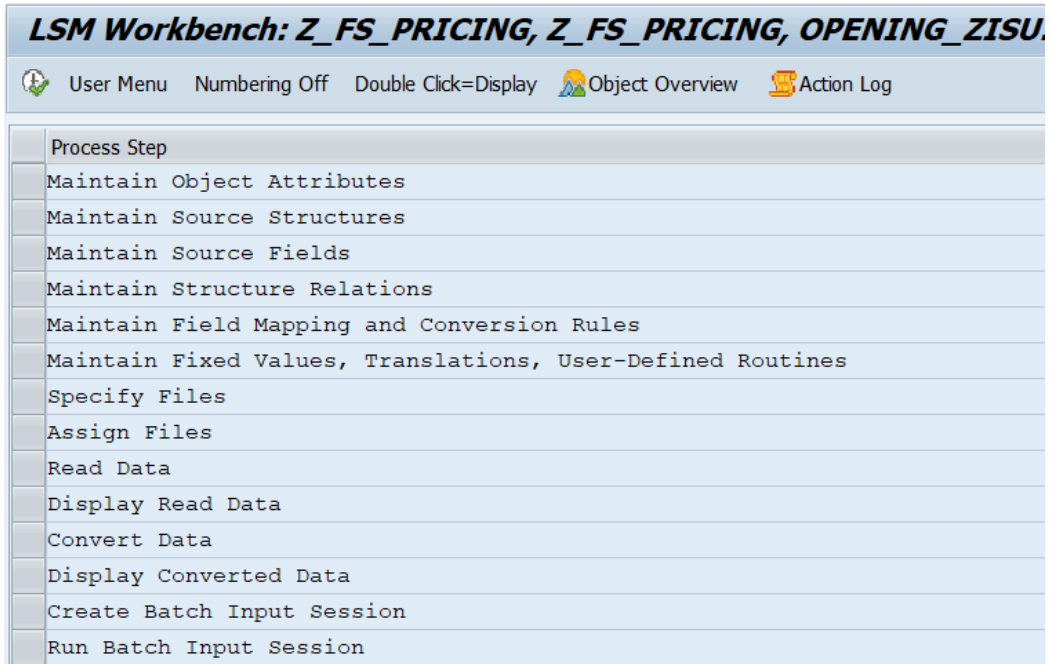 LSM Workbench: Z_FS_PRICING, Z_FS_PRICING, OPENING_ZISU.
User Menu Numbering Off Double Click=Display Object Overview Action Log
Process Step
Maintain Object Attributes
Maintain Source Structures
Maintain Source Fields
Maintain Structure Relations
Maintain Field Mapping and Conversion Rules
Maintain Fixed Values, Translations, User-Defined Routines
Specify Files
Assign Files
Read Data
Display Read Data
Convert Data
Display Converted Data
Create Batch Input Session
Run Batch Input Session